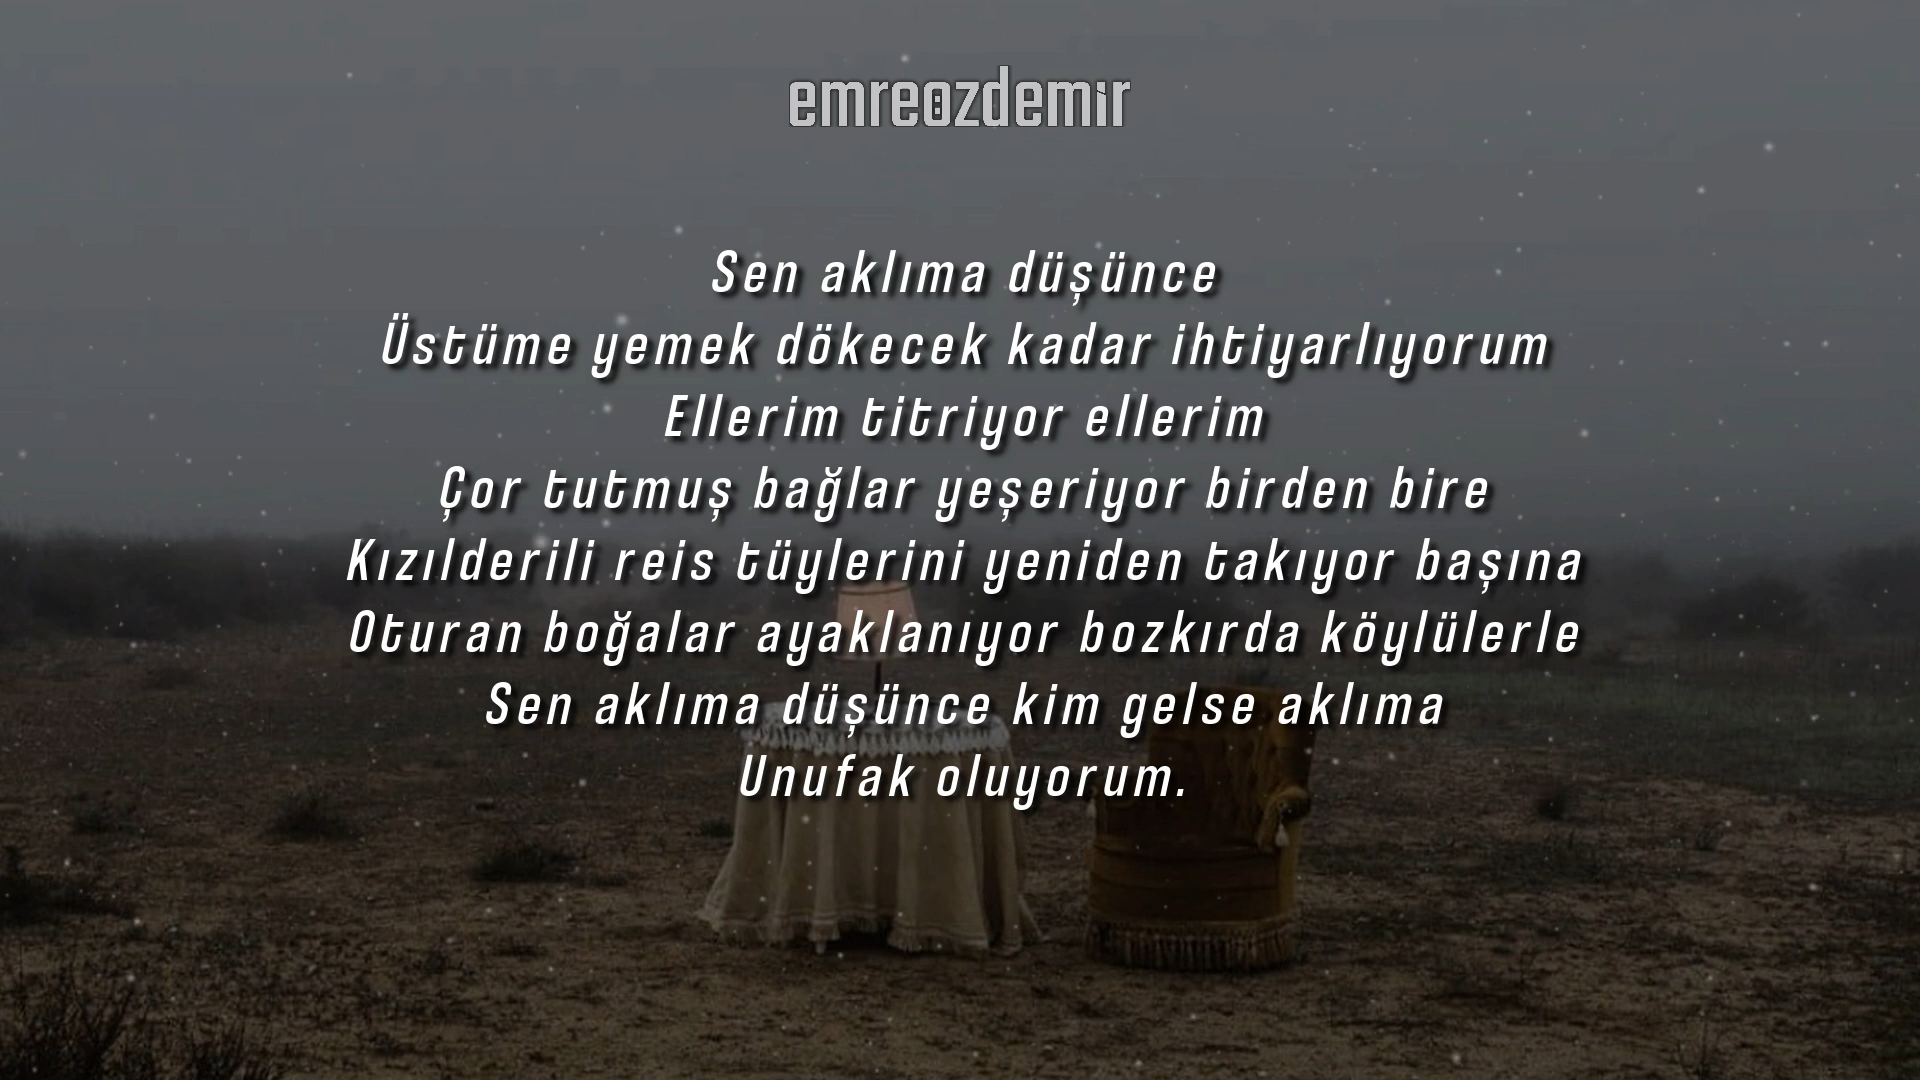 emreözdemir
Sen aklıma düşünce
Üstüme yemek dökecek kadar ihtiyarlıyorum
Ellerim titriyor ellerim
Çor tutmuş bağlar yeşeriyor birden bire
Kızılderili reis tüylerini yeniden takıyor başına
Oturan boğalar ayaklanıyor bozkırda köylülerle
Sen aklıma düşünce kim gelse aklıma
Unufak oluyorum.